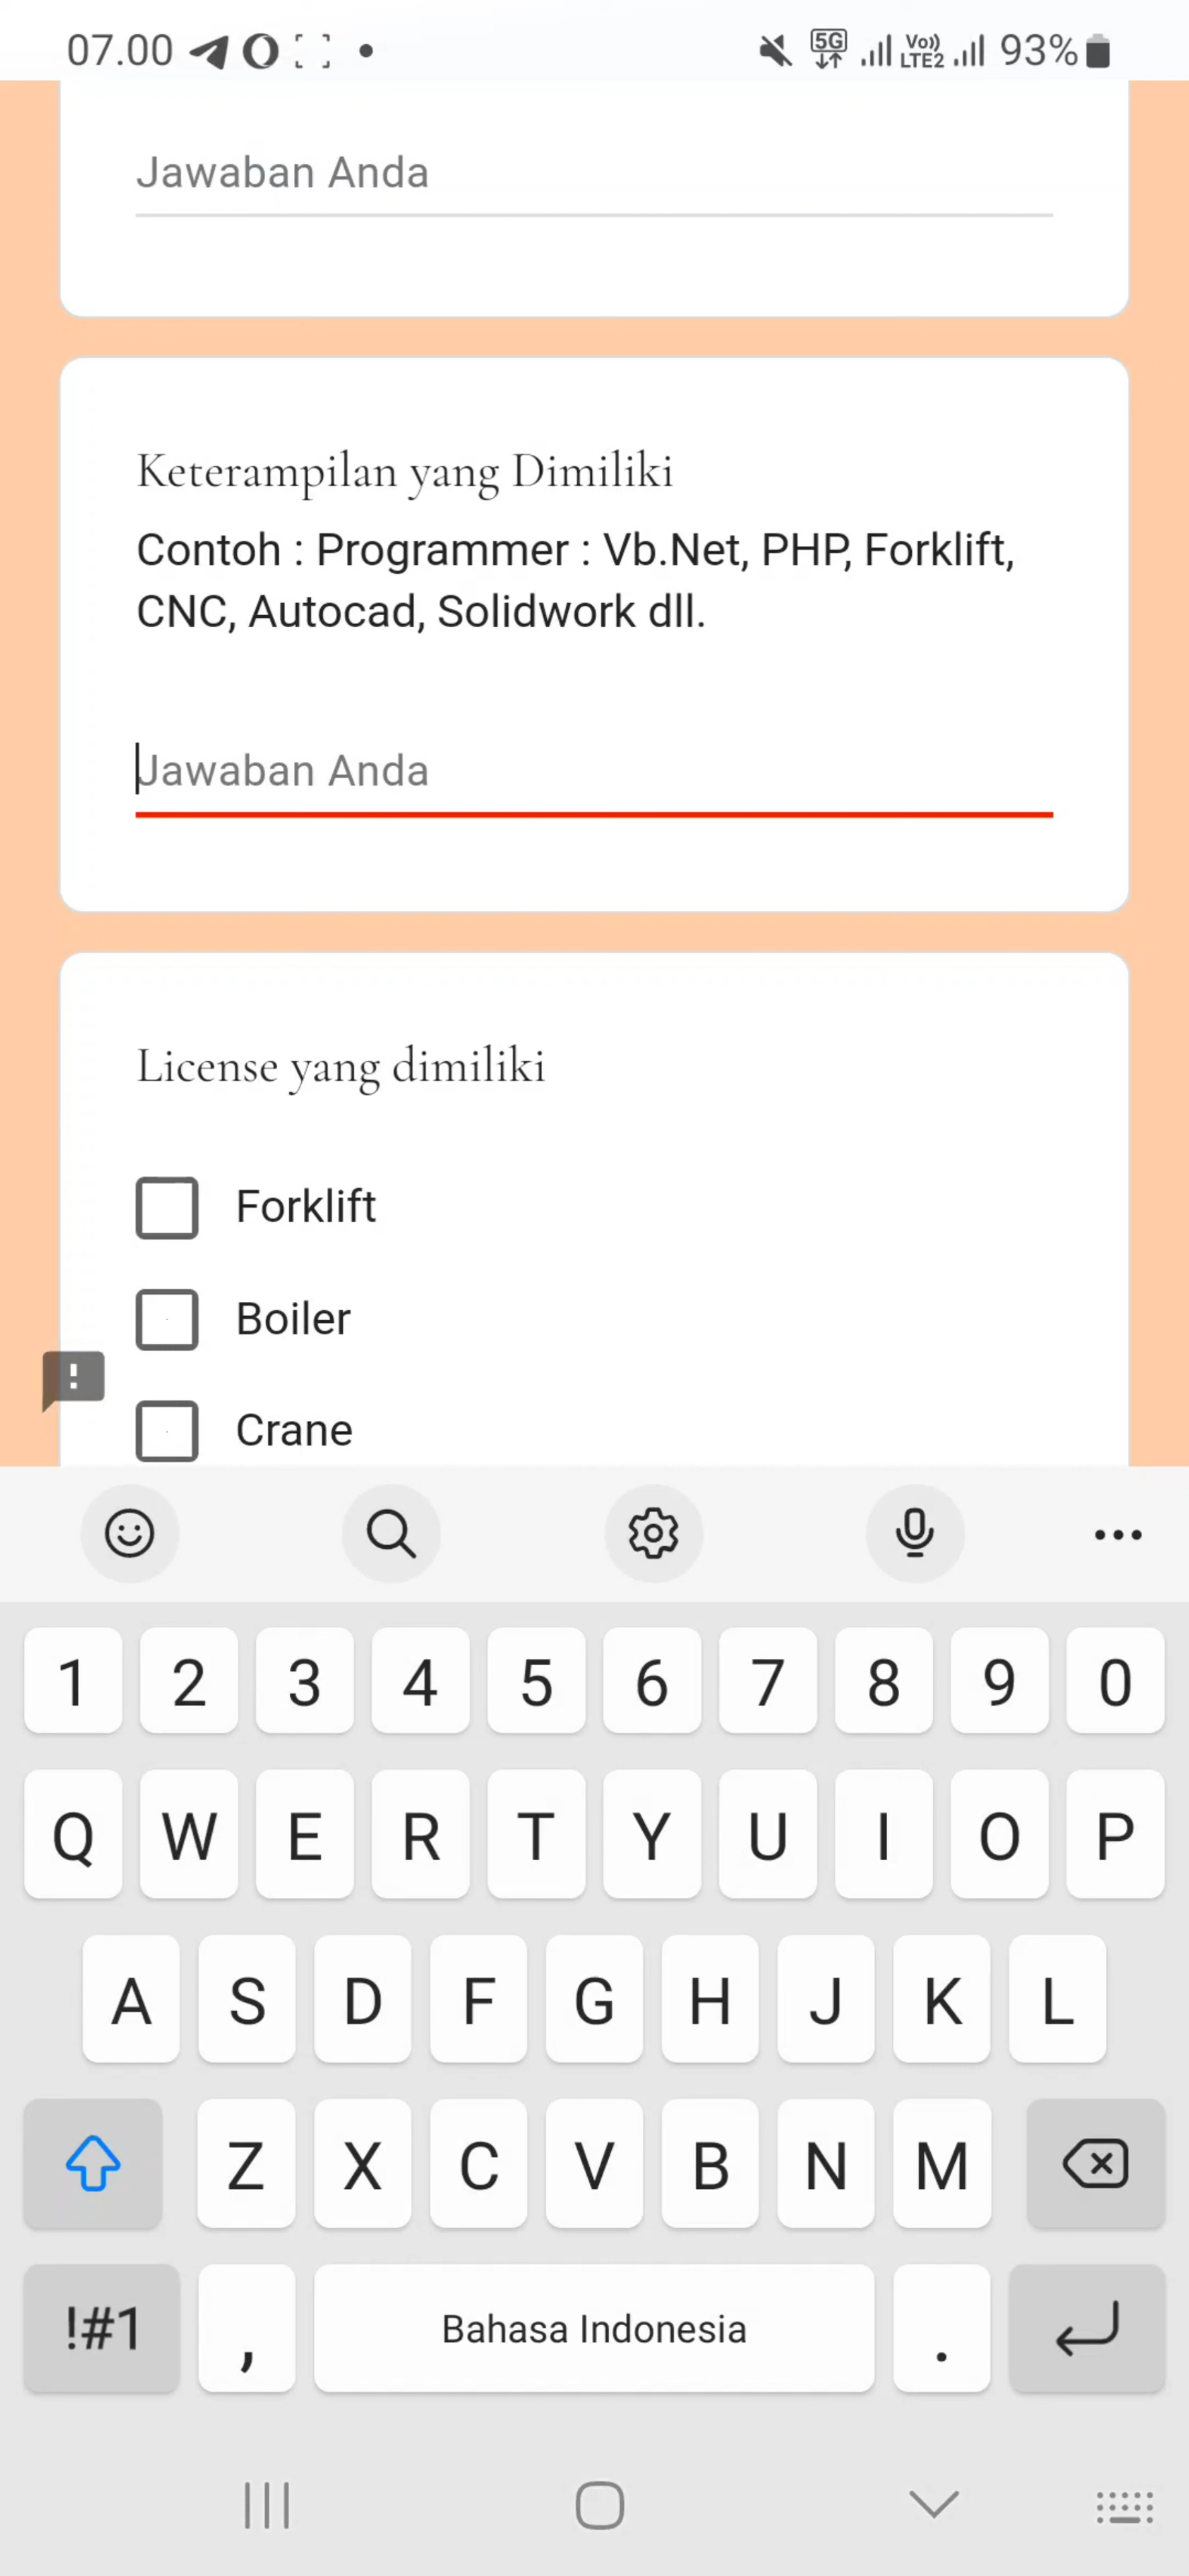 07.00 5G Vo)) LTE2 93%
Jawaban Anda
Keterampilan yang Dimiliki
Contoh : Programmer : Vb.Net, PHP, Forklift,
CNC, Autocad, Solidwork dll.
Jawaban Anda
License yang dimiliki
Forklift
Boiler
Crane
1 2 3 4 5 6 7 8 9 0
Q W E R T Y U I O P
A S D F G H J K L
Z X C V B N M
!#1 , Bahasa Indonesia .